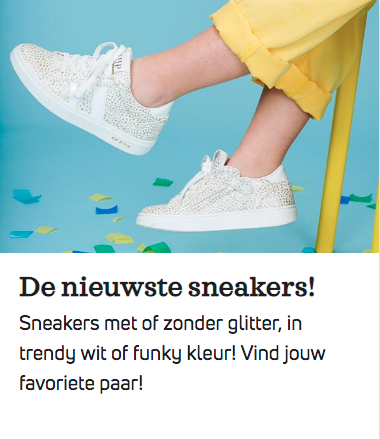 De nieuwste sneakers!
Sneakers met of zonder glitter, in
trendy wit of funky kleur! Vind jouw
favoriete paar!